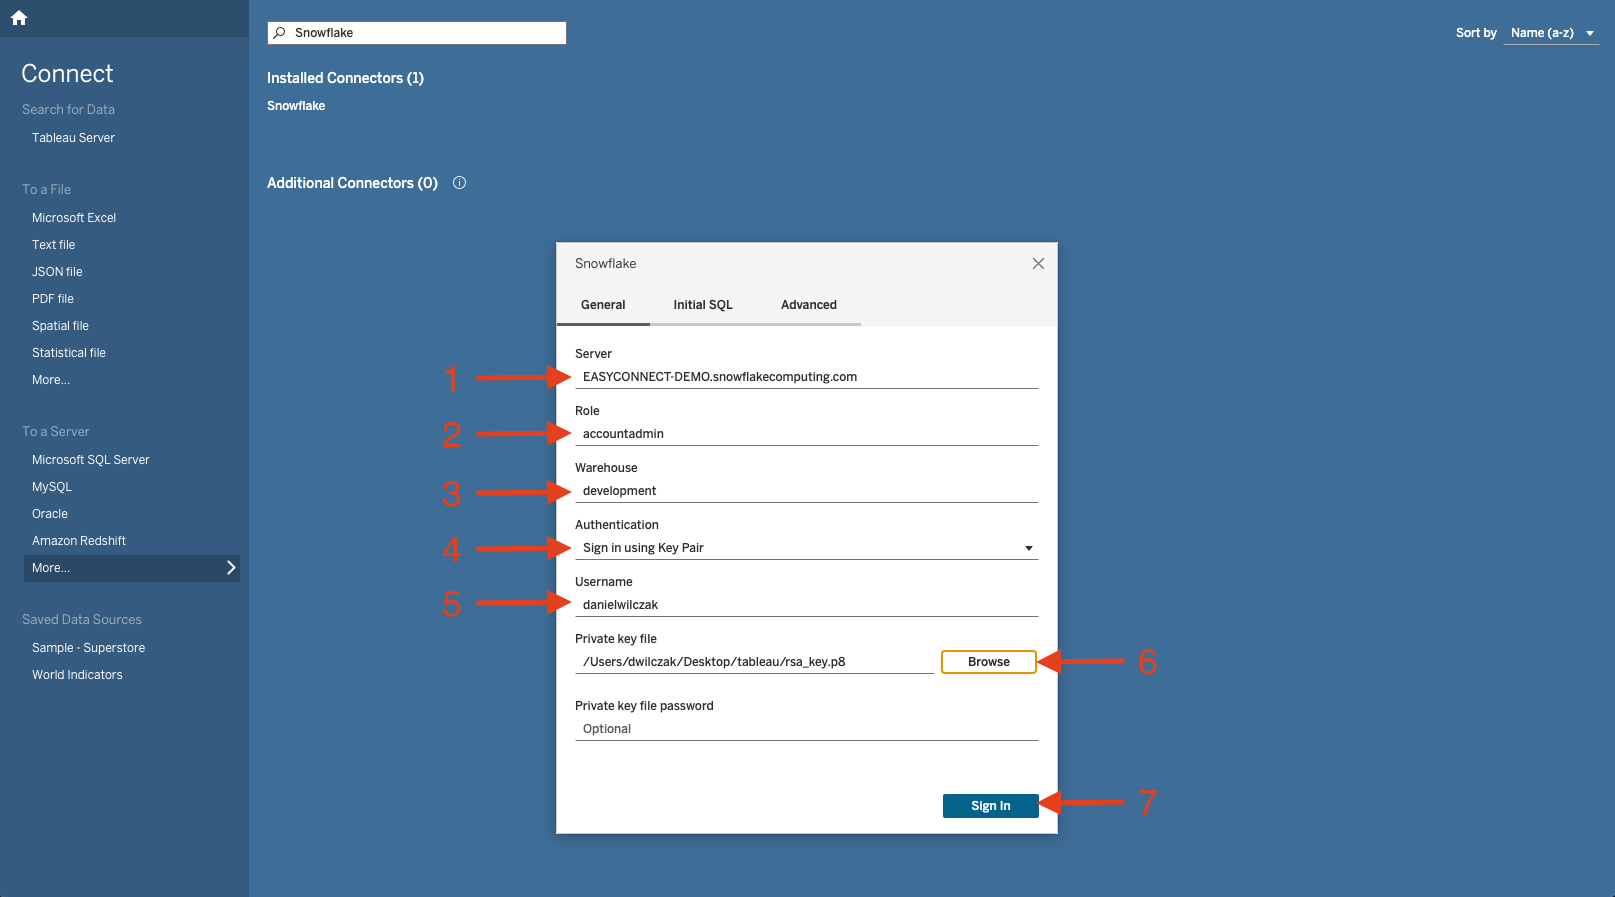 Connect
Search for Data
Tableau Server
To a File
Microsoft Excel
Text file
JSON file
PDF file
Spatial file
Statistical file
More...
To a Server
Microsoft SQL Server
MySQL
Oracle
Amazon Redshift
More...
Saved Data Sources
Sample - Superstore
World Indicators
Snowflake
Sort by Name (a-z)
Installed Connectors (1)
Snowflake
Additional Connectors (0)
Snowflake
General Initial SQL Advanced
Server
1 EASYCONNECT-DEMO.snowflakecomputing.com
Role
2 accountadmin
Warehouse
3 development
Authentication
4 Sign in using Key Pair
Username
5 danielwilczak
Private key file
/Users/dwilczak/Desktop/tableau/rsa_key.p8 Browse 6
Private key file password
Optional
Sign In 7